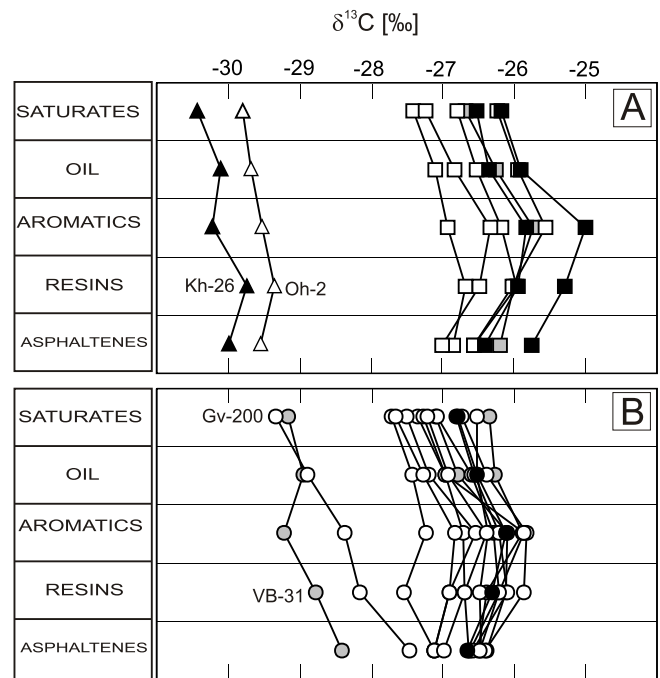 δ¹³C [‰]
-30 -29 -28 -27 -26 -25
SATURATES A
OIL
AROMATICS
RESINS Kh-26 Oh-2
ASPHALTENES
SATURATES Gv-200 B
OIL
AROMATICS
RESINS VB-31
ASPHALTENES